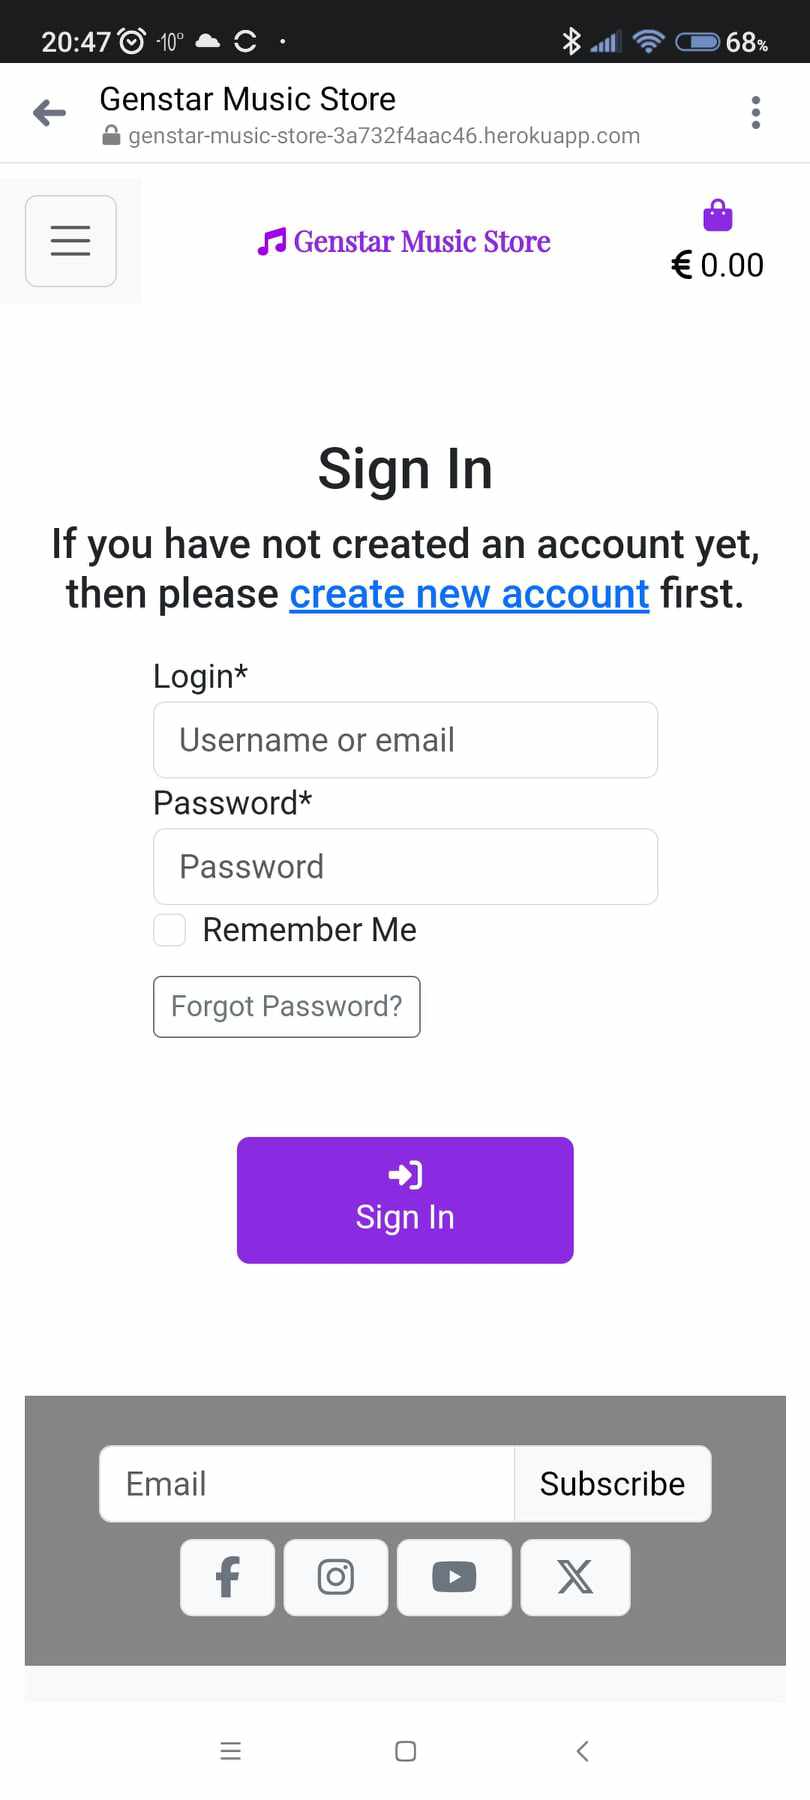 20:47 -10° 68%
Genstar Music Store
genstar-music-store-3a732f4aac46.herokuapp.com
Genstar Music Store
€ 0.00
Sign In
If you have not created an account yet,
then please create new account first.
Login*
Username or email
Password*
Password
Remember Me
Forgot Password?
Sign In
Email
Subscribe